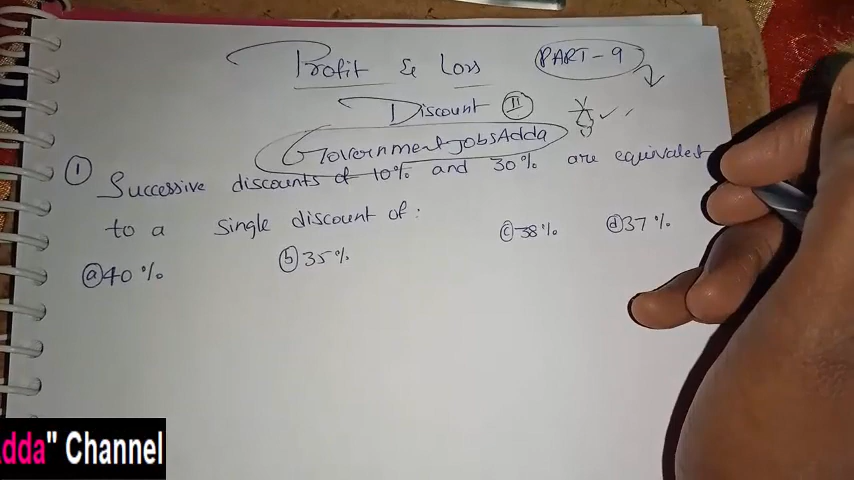 Profit & Loss
PART-9
Discount II
GovernmentjobsAdda
1 Successive discounts of 10% and 30% are equivalent
to a single discount of:
a 40% b 35% c 38% d 37%
dda" Channel